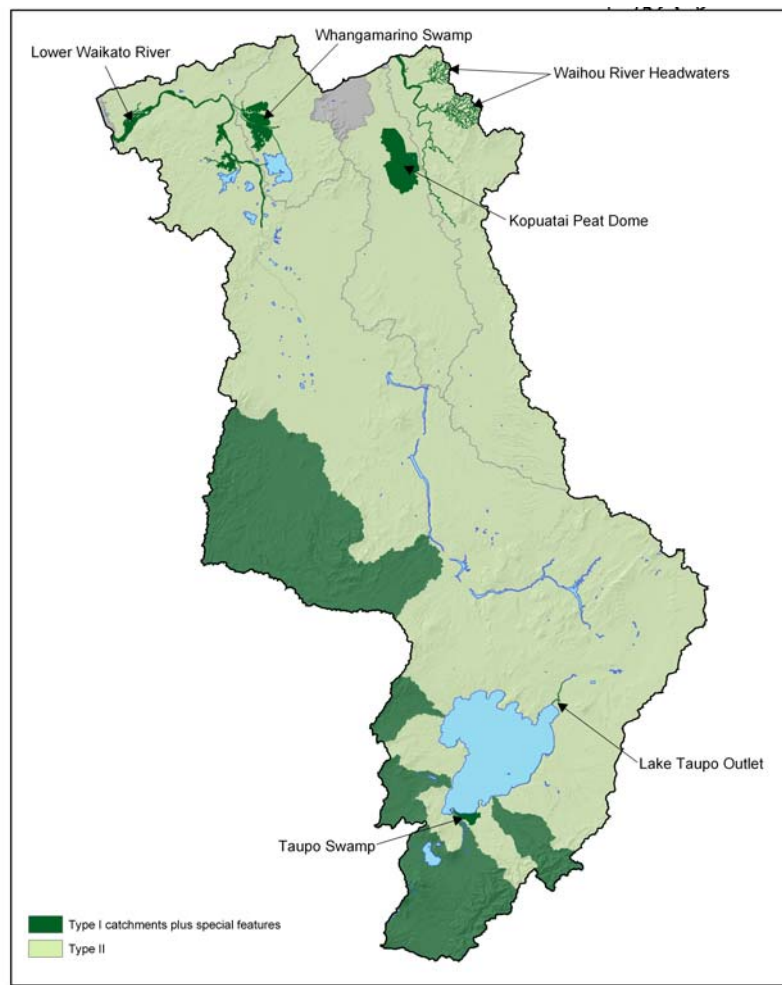 Whangamarino Swamp
Lower Waikato River
Waihou River Headwaters
Kopuatai Peat Dome
Lake Taupo Outlet
Taupo Swamp
Type I catchments plus special features
Type II